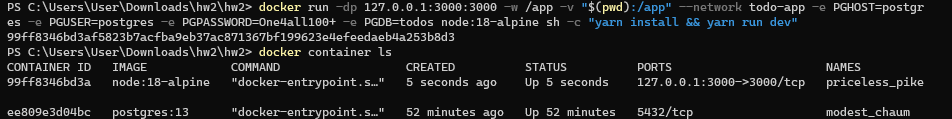 PS C:\Users\User\Downloads\hw2\hw2> docker run -dp 127.0.0.1:3000:3000 -w /app -v "$(pwd):/app" --network todo-app -e PGHOST=postgr
es -e PGUSER=postgres -e PGPASSWORD=One4all100+ -e PGDB=todos node:18-alpine sh -c "yarn install && yarn run dev"
99ff8346bd3af5823b7acfba9eb37ac871367bf199623e4efeedaeb4a253b8d3
PS C:\Users\User\Downloads\hw2\hw2> docker container ls
CONTAINER ID IMAGE COMMAND CREATED STATUS PORTS NAMES
99ff8346bd3a node:18-alpine "docker-entrypoint.s…" 5 seconds ago Up 5 seconds 127.0.0.1:3000->3000/tcp priceless_pike
ee809e3d04bc postgres:13 "docker-entrypoint.s…" 52 minutes ago Up 52 minutes 5432/tcp modest_chaum